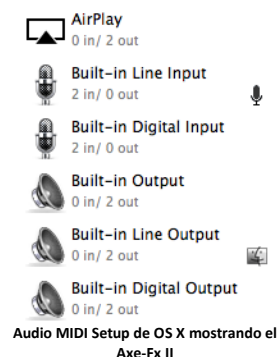 AirPlay
0 in/ 2 out
Built-in Line Input
2 in/ 0 out
Built-in Digital Input
2 in/ 0 out
Built-in Output
0 in/ 2 out
Built-in Line Output
0 in/ 2 out
Built-in Digital Output
0 in/ 2 out
Audio MIDI Setup de OS X mostrando el
Axe-Fx II